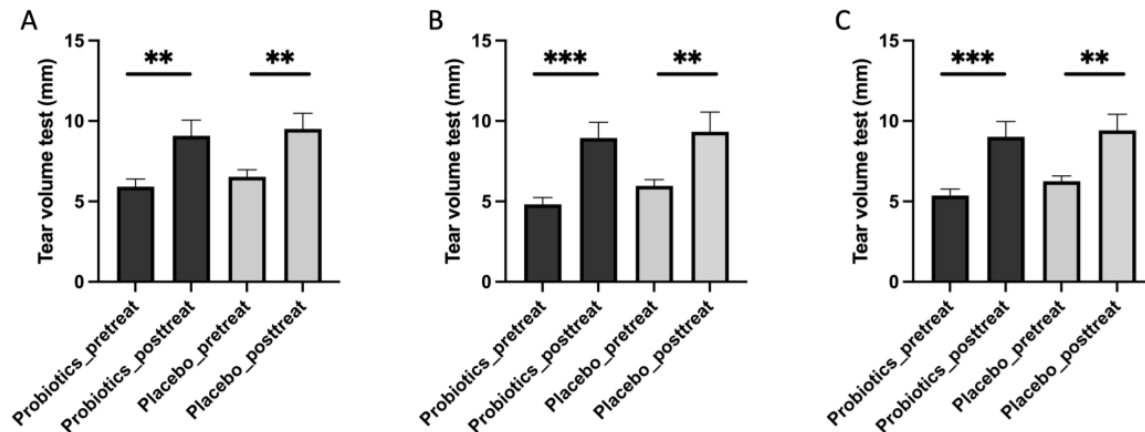 A
Tear volume test (mm)
15
10
5
0
** **
Probiotics_pretreat
Probiotics_posttreat
Placebo_pretreat
Placebo_posttreat
B
Tear volume test (mm)
15
10
5
0
*** **
Probiotics_pretreat
Probiotics_posttreat
Placebo_pretreat
Placebo_posttreat
C
Tear volume test (mm)
15
10
5
0
*** **
Probiotics_pretreat
Probiotics_posttreat
Placebo_pretreat
Placebo_posttreat